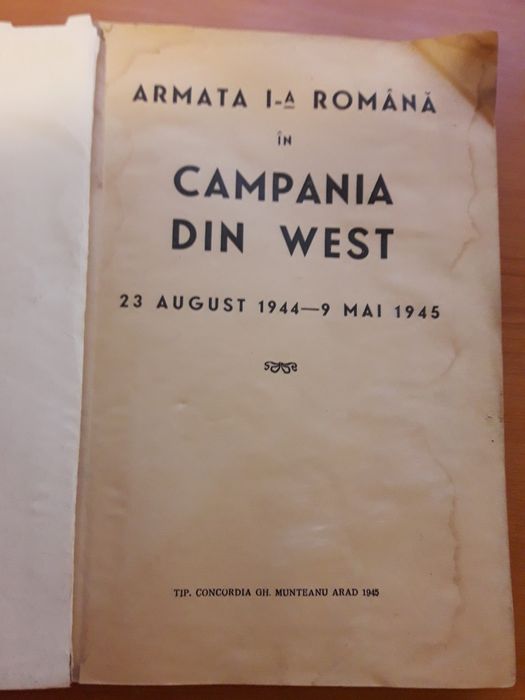 ARMATA I-A ROMÂNĂ
ÎN
CAMPANIA
DIN WEST
23 AUGUST 1944—9 MAI 1945
TIP. CONCORDIA GH. MUNTEANU ARAD 1945